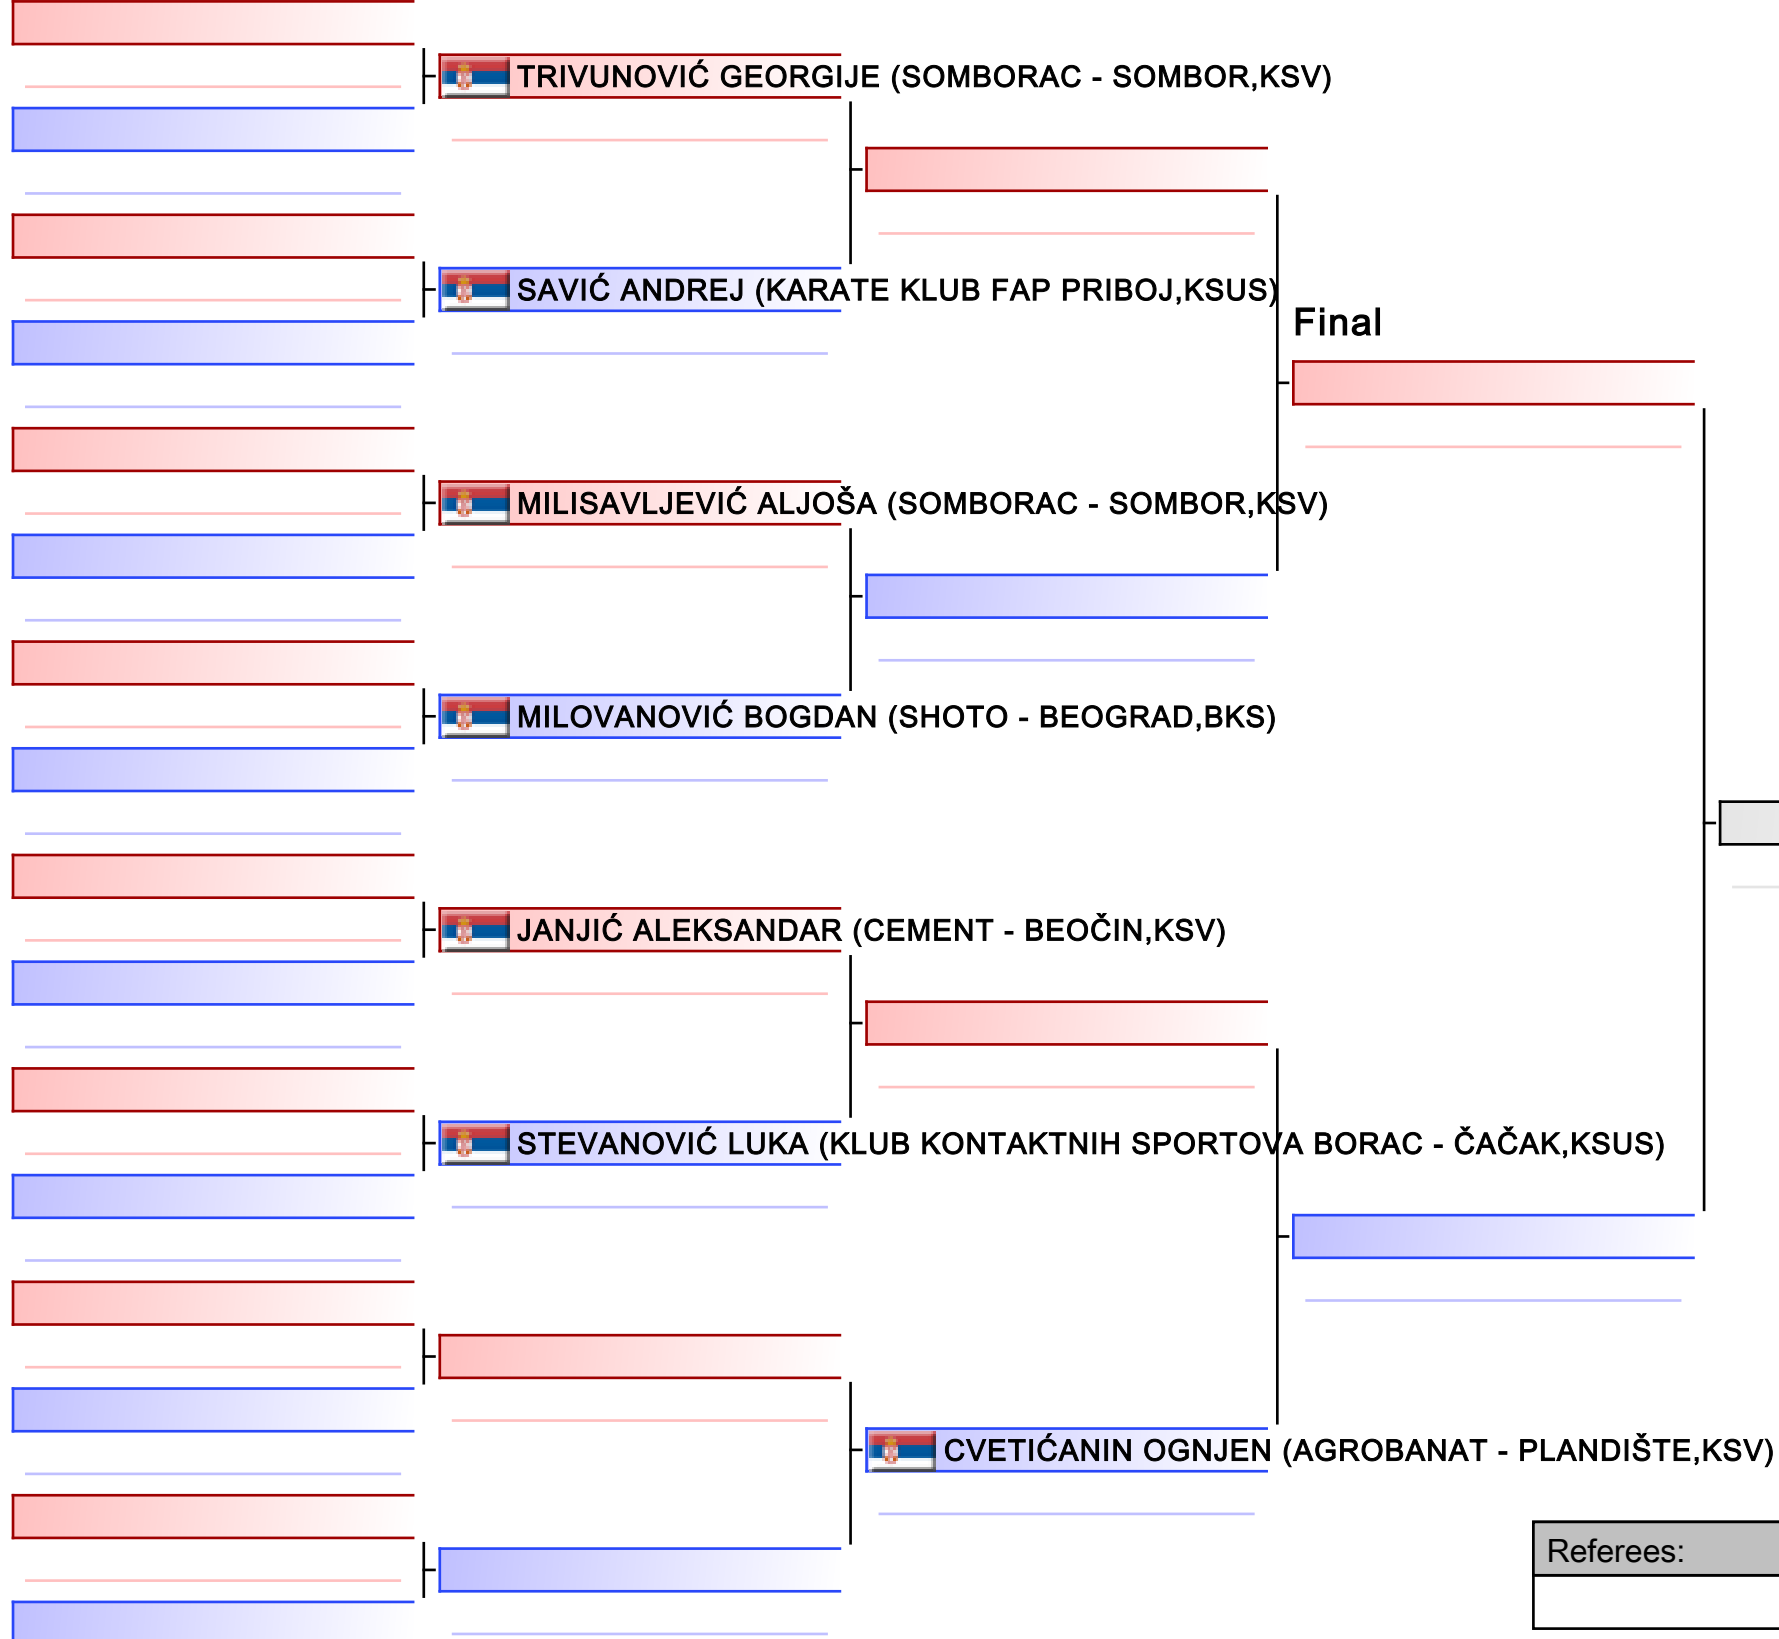 TRIVUNOVIĆ GEORGIJE (SOMBORAC - SOMBOR,KSV)
SAVIĆ ANDREJ (KARATE KLUB FAP PRIBOJ,KSUS)
Final
MILISAVLJEVIĆ ALJOŠA (SOMBORAC - SOMBOR,KSV)
MILOVANOVIĆ BOGDAN (SHOTO - BEOGRAD,BKS)
JANJIĆ ALEKSANDAR (CEMENT - BEOČIN,KSV)
STEVANOVIĆ LUKA (KLUB KONTAKTNIH SPORTOVA BORAC - ČAČAK,KSUS)
CVETIĆANIN OGNJEN (AGROBANAT - PLANDIŠTE,KSV)
Referees: